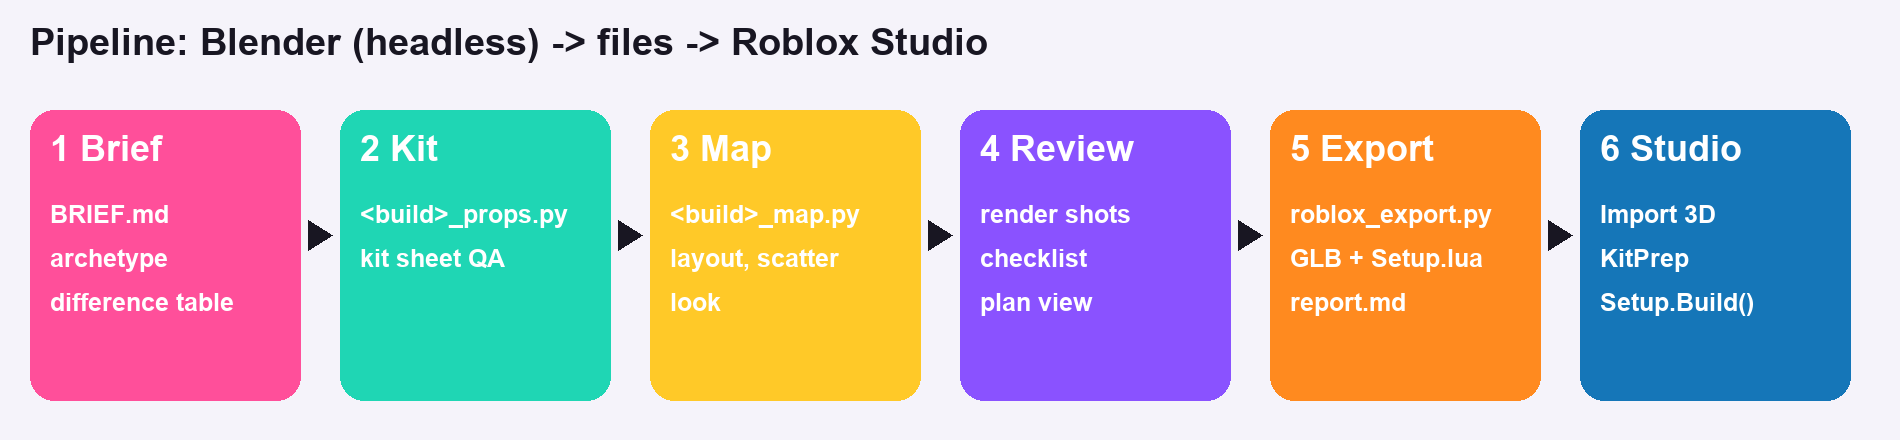 Pipeline: Blender (headless) -> files -> Roblox Studio
1 Brief
BRIEF.md
archetype
difference table
2 Kit
<build>_props.py
kit sheet QA
3 Map
<build>_map.py
layout, scatter
look
4 Review
render shots
checklist
plan view
5 Export
roblox_export.py
GLB + Setup.lua
report.md
6 Studio
Import 3D
KitPrep
Setup.Build()